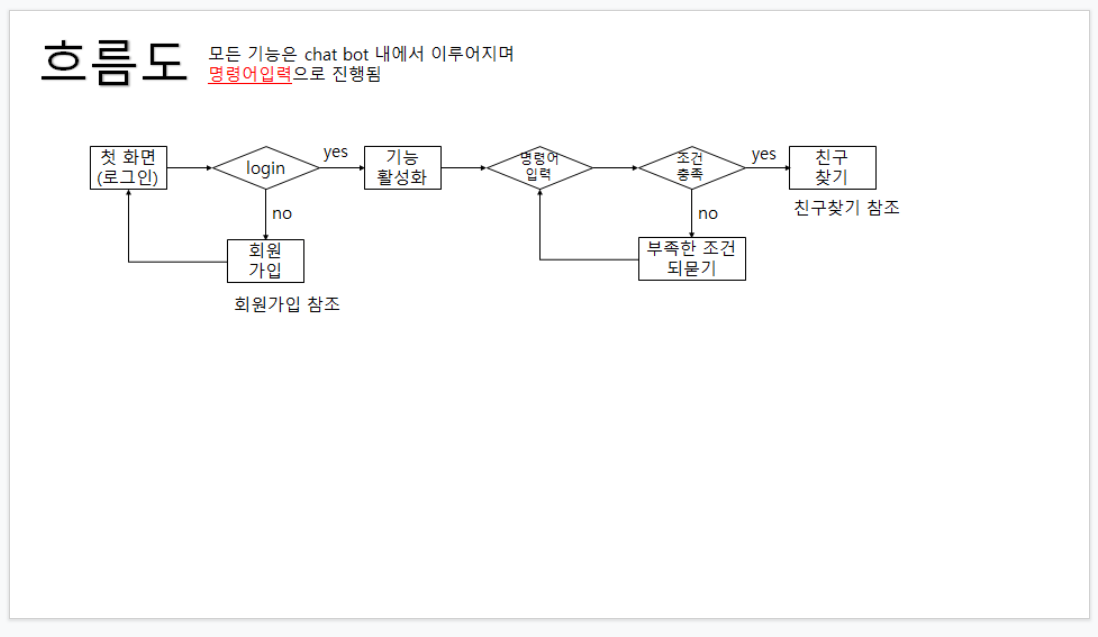 흐름도
모든 기능은 chat bot 내에서 이루어지며
명령어입력으로 진행됨
첫 화면
(로그인)
login
yes
기능
활성화
명령어
입력
조건
충족
yes
친구
찾기
친구찾기 참조
no
회원
가입
회원가입 참조
no
부족한 조건
되묻기